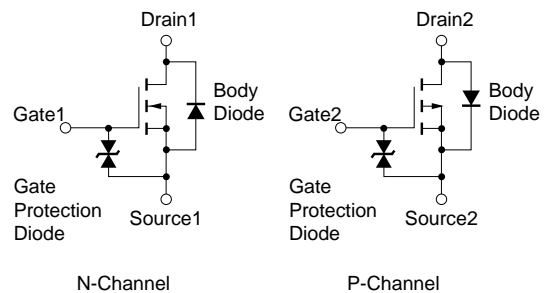 Drain1
Gate1
Body
Diode
Gate
Protection
Diode
Source1
N-Channel
Drain2
Gate2
Body
Diode
Gate
Protection
Diode
Source2
P-Channel